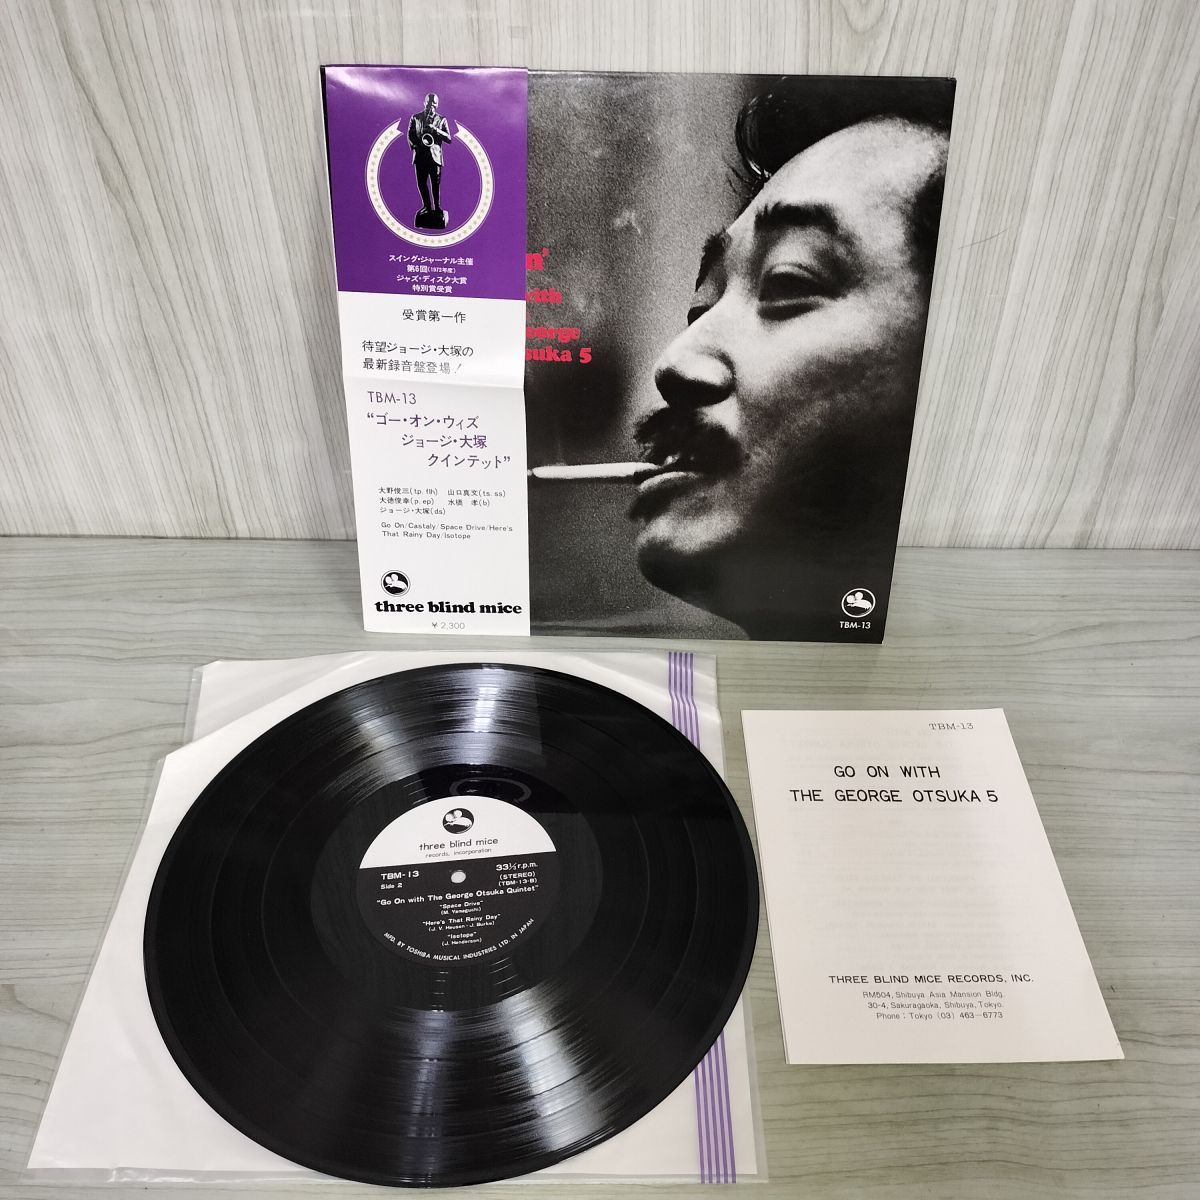 スイング・ジャーナル主催
第6回(1972年度)
ジャズ・ディスク大賞
特別賞受賞
受賞第一作
待望ジョージ・大塚の
最新録音盤登場!
TBM-13
“ゴー・オン・ウィズ
ジョージ・大塚
クインテット”
大野俊三(tp. flh) 山口真文(ts. ss)
大徳俊幸(p. ep) 水橋 孝(b)
ジョージ・大塚(ds)
Go On/Castaly/Space Drive/Here's
That Rainy Day/Isotope
three blind mice
¥ 2,300
n'
with
eorge
suka 5
TBM-13
three blind mice
records, incorporation
TBM-13
Side 2
33⅓ r.p.m.
(STEREO)
(TBM-13-B)
"Go On with The George Otsuka Quintet"
"Space Drive"
(M. Yamaguchi)
"Here's That Rainy Day"
(J. V. Heusen - J. Burke)
"Isotope"
(J. Henderson)
MFD. BY TOSHIBA MUSICAL INDUSTRIES LTD. IN JAPAN
TBM-13
GO ON WITH
THE GEORGE OTSUKA 5
THREE BLIND MICE RECORDS, INC.
RM504, Shibuya Asia Mansion Bldg.
30-4, Sakuragaoka, Shibuya, Tokyo.
Phone : Tokyo (03) 463-6773